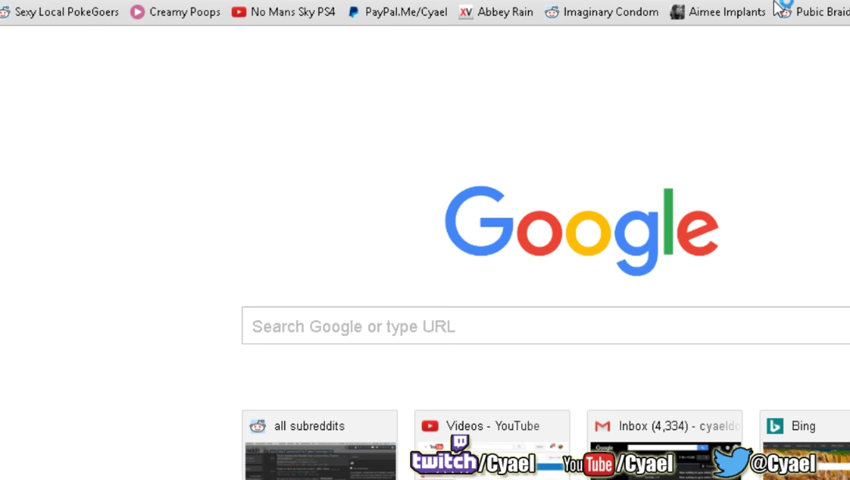 Sexy Local PokeGoers Creamy Poops No Mans Sky PS4 PayPal.Me/Cyael XV Abbey Rain Imaginary Condom Aimee Implants Pubic Braid
Google
Search Google or type URL
all subreddits Videos - YouTube Inbox (4,334) - cyaeldo Bing
twitch/Cyael YouTube/Cyael @Cyael